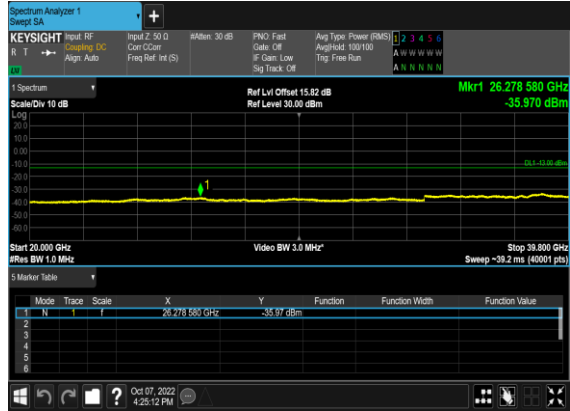 Spectrum Analyzer 1
Swept SA
+
KEYSIGHT
R T
Input: RF
Coupling: DC
Align: Auto
Input Z: 50 Ω
Corr CCorr
Freq Ref: Int (S)
#Atten: 30 dB
PNO: Fast
Gate: Off
IF Gain: Low
Sig Track: Off
Avg Type: Power (RMS)
Avg|Hold: 100/100
Trig: Free Run
1 2 3 4 5 6
A W W W W W
A N N N N N
1 Spectrum
Scale/Div 10 dB
Ref Lvl Offset 15.82 dB
Ref Level 30.00 dBm
Mkr1 26.278 580 GHz
-35.970 dBm
Log
20.0
10.0
0.00
-10.0
-20.0
-30.0
-40.0
-50.0
-60.0
DL1 -13.00 dBm
1
Start 20.000 GHz
#Res BW 1.0 MHz
Video BW 3.0 MHz*
Stop 39.800 GHz
Sweep ~39.2 ms (40001 pts)
5 Marker Table
Mode Trace Scale X Y Function Function Width Function Value
1 N 1 f 26.278 580 GHz -35.97 dBm
2
3
4
5
6
?
Oct 07, 2022
4:25:12 PM